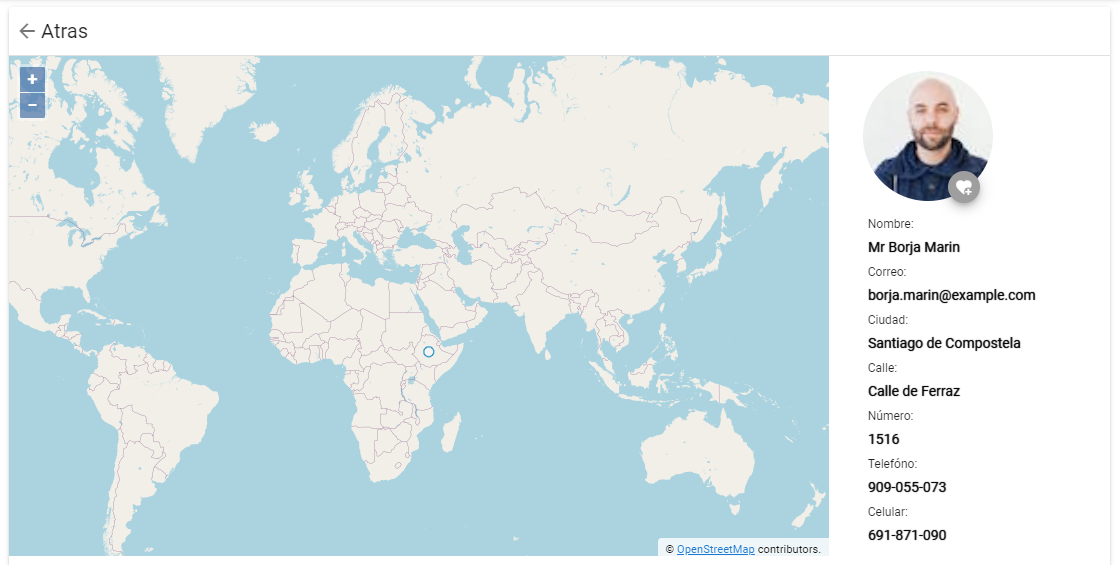 Atras
+
−
Nombre:
Mr Borja Marin
Correo:
borja.marin@example.com
Ciudad:
Santiago de Compostela
Calle:
Calle de Ferraz
Número:
1516
Telefóno:
909-055-073
Celular:
691-871-090
© OpenStreetMap contributors.